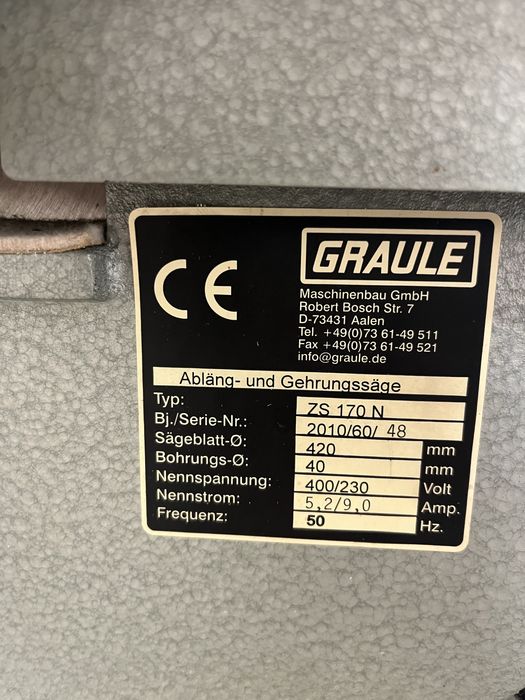 CE
GRAULE
Maschinenbau GmbH
Robert Bosch Str. 7
D-73431 Aalen
Tel. +49(0)73 61-49 511
Fax +49(0)73 61-49 521
info@graule.de
Abläng- und Gehrungssäge
Typ: ZS 170 N
Bj./Serie-Nr.: 2010/60/ 48
Sägeblatt-Ø: 420 mm
Bohrungs-Ø: 40 mm
Nennspannung: 400/230 Volt
Nennstrom: 5,2/9,0 Amp.
Frequenz: 50 Hz.